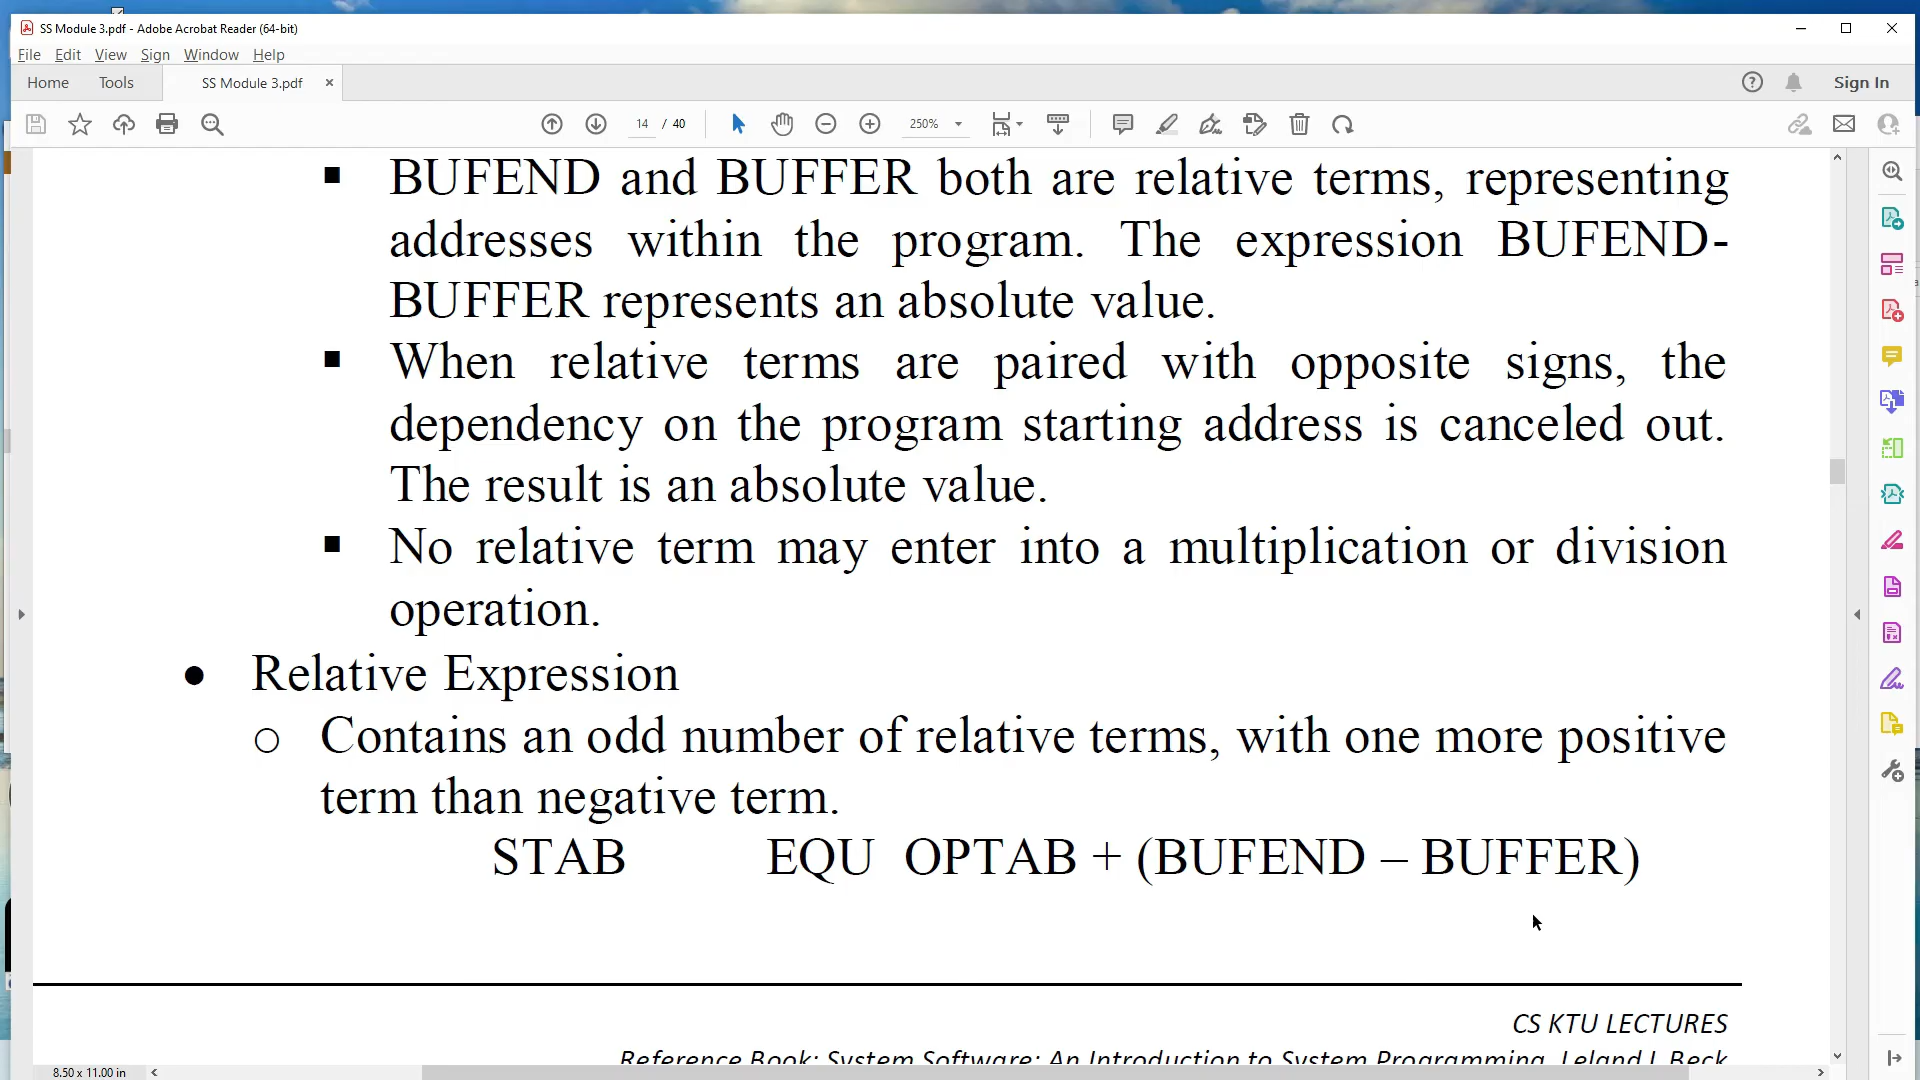 SS Module 3.pdf - Adobe Acrobat Reader (64-bit)
File Edit View Sign Window Help
Home Tools SS Module 3.pdf × Sign In
14 / 40 250%
▪ BUFEND and BUFFER both are relative terms, representing
addresses within the program. The expression BUFEND-
BUFFER represents an absolute value.
▪ When relative terms are paired with opposite signs, the
dependency on the program starting address is canceled out.
The result is an absolute value.
▪ No relative term may enter into a multiplication or division
operation.
● Relative Expression
○ Contains an odd number of relative terms, with one more positive
term than negative term.
STAB EQU OPTAB + (BUFEND – BUFFER)
CS KTU LECTURES
Reference Book: System Software: An Introduction to System Programming, Leland L Beck
8.50 x 11.00 in